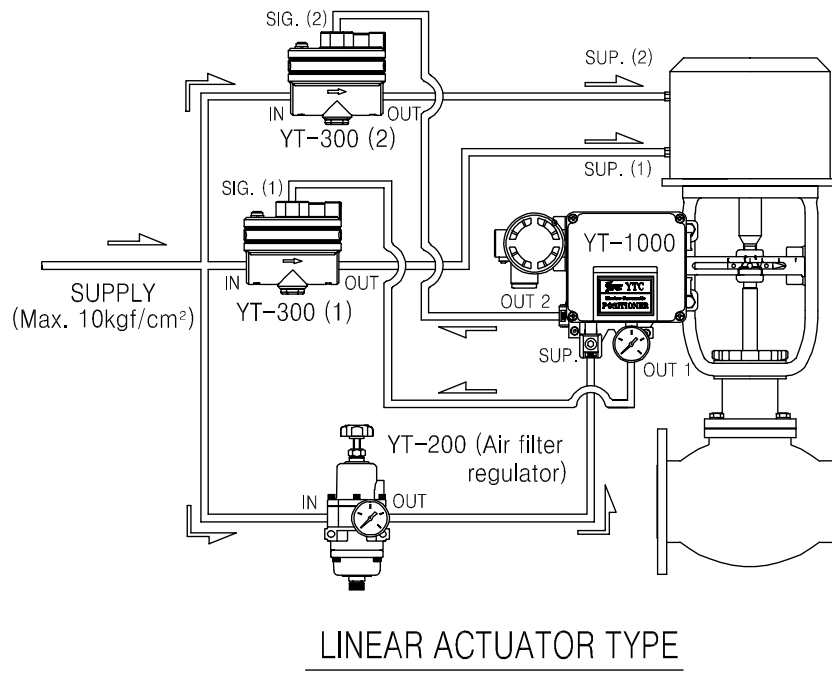 SIG. (2)
SUP. (2)
IN
OUT
YT-300 (2)
SUP. (1)
SIG. (1)
YT-1000
IN
OUT
SUPPLY
(Max. 10kgf/cm²)
YT-300 (1)
OUT 2
YTC
POSITIONER
SUP.
OUT 1
YT-200 (Air filter
regulator)
IN
OUT
LINEAR ACTUATOR TYPE